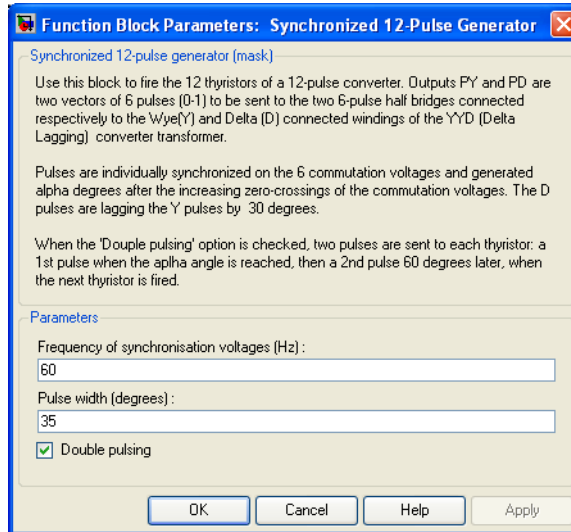 Function Block Parameters: Synchronized 12-Pulse Generator
Synchronized 12-pulse generator (mask)
Use this block to fire the 12 thyristors of a 12-pulse converter. Outputs PY and PD are
two vectors of 6 pulses (0-1) to be sent to the two 6-pulse half bridges connected
respectively to the Wye(Y) and Delta (D) connected windings of the YYD (Delta
Lagging) converter transformer.
Pulses are individually synchronized on the 6 commutation voltages and generated
alpha degrees after the increasing zero-crossings of the commutation voltages. The D
pulses are lagging the Y pulses by 30 degrees.
When the 'Douple pulsing' option is checked, two pulses are sent to each thyristor: a
1st pulse when the aplha angle is reached, then a 2nd pulse 60 degrees later, when
the next thyristor is fired.
Parameters
Frequency of synchronisation voltages (Hz) :
60
Pulse width (degrees) :
35
Double pulsing
OK Cancel Help Apply